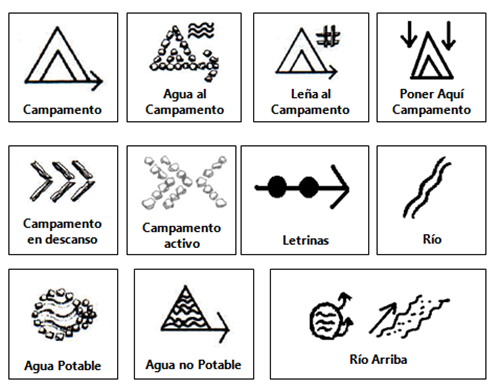 Campamento
Agua al
Campamento
Leña al
Campamento
Poner Aquí
Campamento
Campamento
en descanso
Campamento
activo
Letrinas
Río
Agua Potable
Agua no Potable
Río Arriba